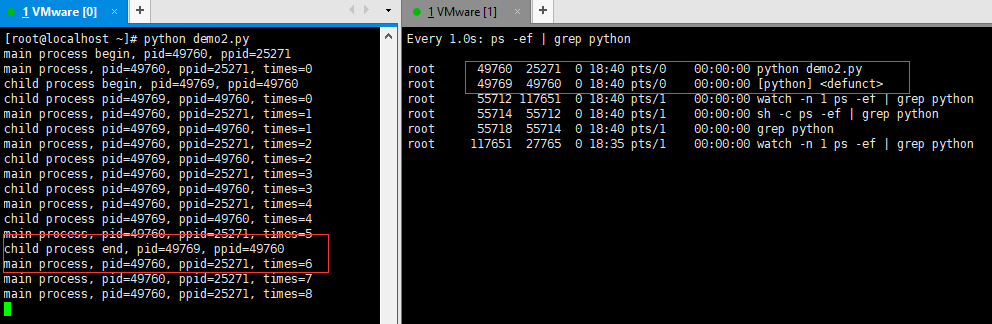 1 VMware [0]
[root@localhost ~]# python demo2.py
main process begin, pid=49760, ppid=25271
main process, pid=49760, ppid=25271, times=0
child process begin, pid=49769, ppid=49760
child process, pid=49769, ppid=49760, times=0
main process, pid=49760, ppid=25271, times=1
child process, pid=49769, ppid=49760, times=1
main process, pid=49760, ppid=25271, times=2
child process, pid=49769, ppid=49760, times=2
main process, pid=49760, ppid=25271, times=3
child process, pid=49769, ppid=49760, times=3
main process, pid=49760, ppid=25271, times=4
child process, pid=49769, ppid=49760, times=4
main process, pid=49760, ppid=25271, times=5
child process end, pid=49769, ppid=49760
main process, pid=49760, ppid=25271, times=6
main process, pid=49760, ppid=25271, times=7
main process, pid=49760, ppid=25271, times=8
1 VMware [1]
Every 1.0s: ps -ef | grep python
root 49760 25271 0 18:40 pts/0 00:00:00 python demo2.py
root 49769 49760 0 18:40 pts/0 00:00:00 [python] <defunct>
root 55712 117651 0 18:40 pts/1 00:00:00 watch -n 1 ps -ef | grep python
root 55714 55712 0 18:40 pts/1 00:00:00 sh -c ps -ef | grep python
root 55718 55714 0 18:40 pts/1 00:00:00 grep python
root 117651 27765 0 18:35 pts/1 00:00:00 watch -n 1 ps -ef | grep python